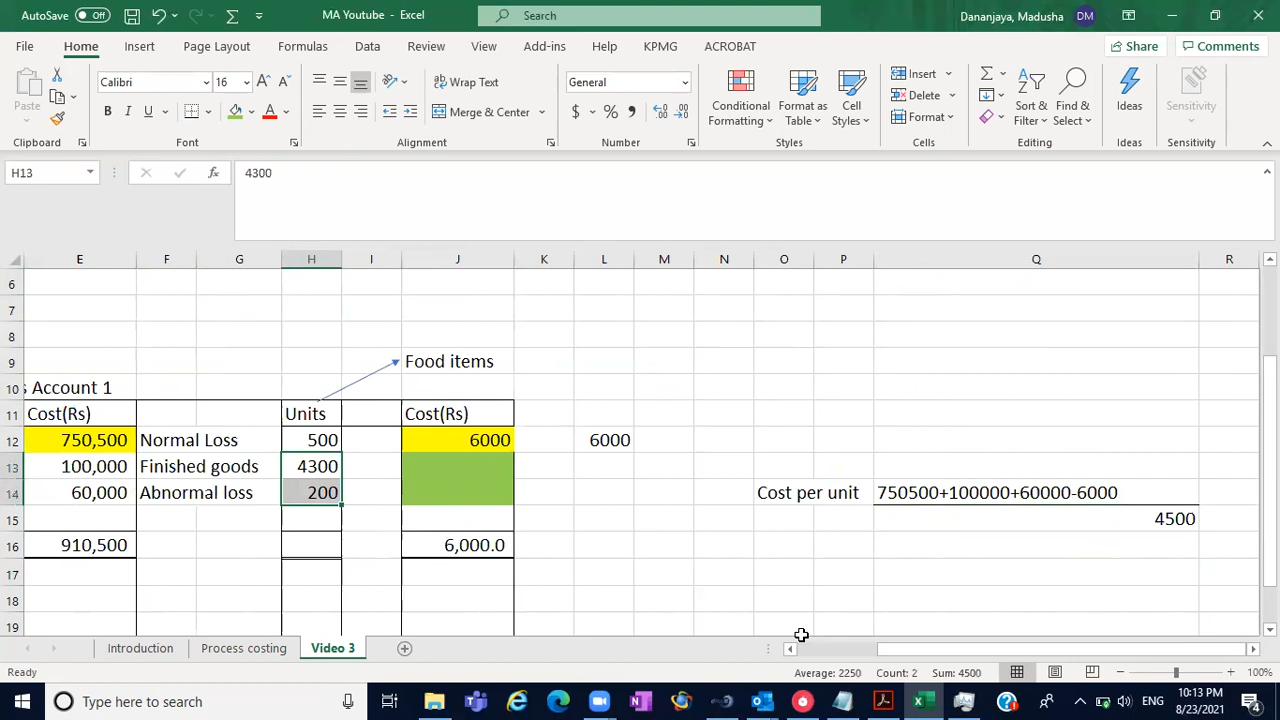 AutoSave Off MA Youtube - Excel Search Dananjaya, Madusha DM
File Home Insert Page Layout Formulas Data Review View Add-ins Help KPMG ACROBAT Share Comments
Paste Calibri 16 Wrap Text General Conditional Formatting Format as Table Cell Styles Insert Sort & Filter Find & Select Ideas Sensitivity
B I U A Merge & Center $ % Delete
Format
Clipboard Font Alignment Number Styles Cells Editing Ideas Sensitivity
H13 fx 4300
E F G H I J K L M N O P Q R
6
7
8
9 Food items
10 s Account 1
11 Cost(Rs) Units Cost(Rs)
12 750,500 Normal Loss 500 6000 6000
13 100,000 Finished goods 4300
14 60,000 Abnormal loss 200 Cost per unit 750500+100000+60000-6000
15 4500
16 910,500 6,000.0
17
18
19
Introduction Process costing Video 3
Ready Average: 2250 Count: 2 Sum: 4500 100%
Type here to search ENG 10:13 PM
8/23/2021 4